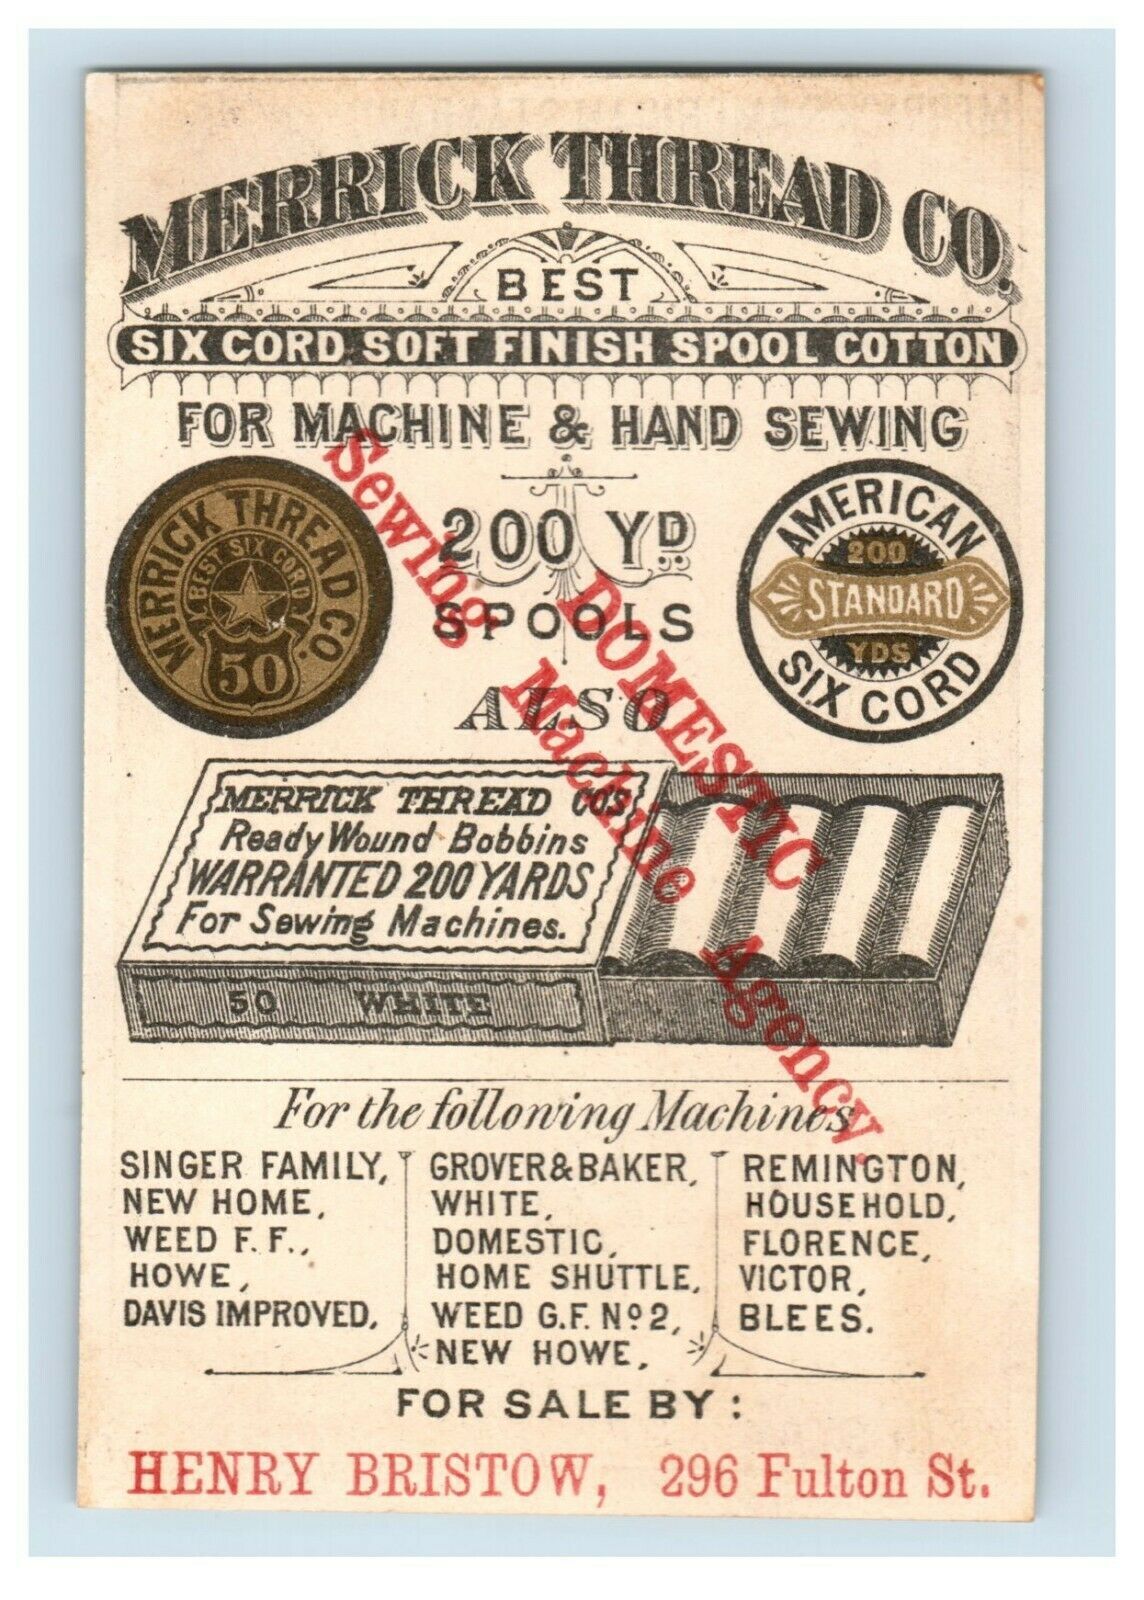 MERRICK THREAD CO.
BEST
SIX CORD SOFT FINISH SPOOL COTTON
FOR MACHINE & HAND SEWING
MERRICK THREAD CO.
BEST SIX CORD
50
200 YD
SPOOLS
ALSO
AMERICAN
200
STANDARD
YDS
SIX CORD
DOMESTIC
Sewing Machine Agency.
MERRICK THREAD CO'S
Ready Wound Bobbins
WARRANTED 200 YARDS
For Sewing Machines.
50 WHITE
For the following Machines
SINGER FAMILY,
NEW HOME,
WEED F. F.,
HOWE,
DAVIS IMPROVED,
GROVER & BAKER,
WHITE,
DOMESTIC,
HOME SHUTTLE,
WEED G.F. Nº 2,
NEW HOWE,
REMINGTON,
HOUSEHOLD,
FLORENCE,
VICTOR,
BLEES.
FOR SALE BY:
HENRY BRISTOW, 296 Fulton St.